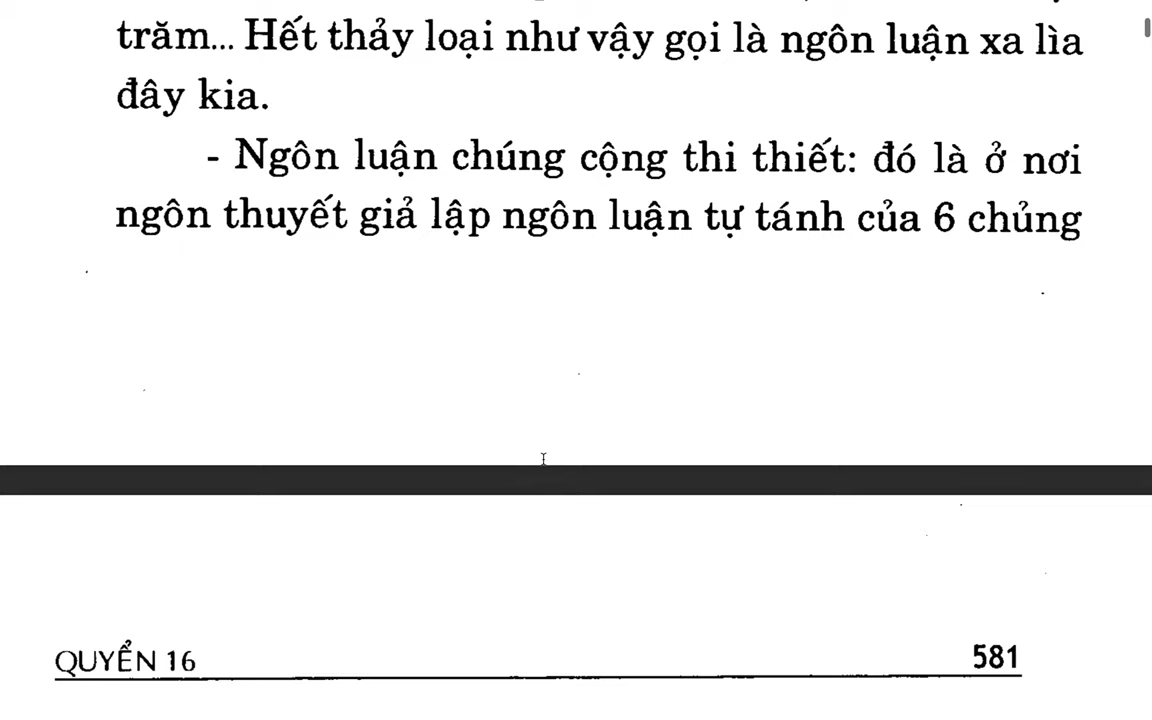 trăm... Hết thảy loại như vậy gọi là ngôn luận xa lìa
đây kia.
- Ngôn luận chúng cộng thi thiết: đó là ở nơi
ngôn thuyết giả lập ngôn luận tự tánh của 6 chủng
QUYỂN 16 581